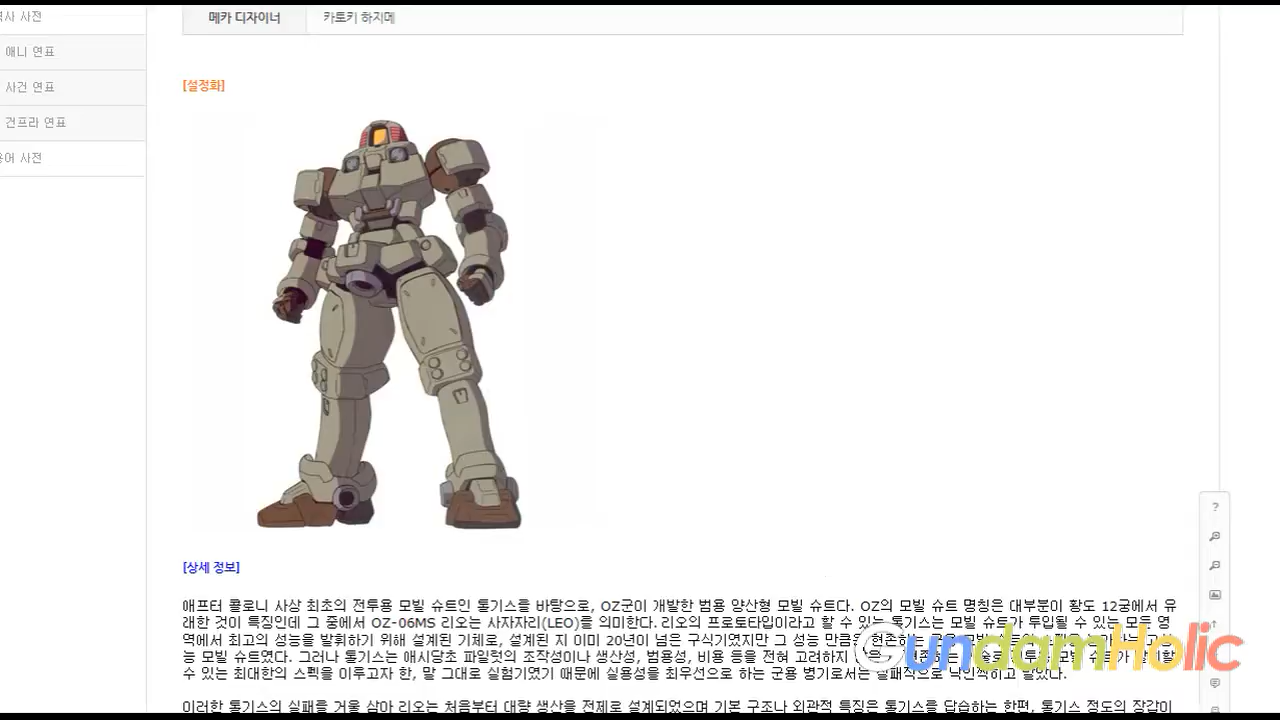 역사 사전
메카 디자이너 카토키 하지메
애니 연표
[설정화]
사건 연표
건프라 연표
용어 사전
[상세 정보]
애프터 콜로니 사상 최초의 전투용 모빌 슈트인 톨기스를 바탕으로, OZ군이 개발한 범용 양산형 모빌 슈트다. OZ의 모빌 슈트 명칭은 대부분이 황도 12궁에서 유
래한 것이 특징인데 그 중에서 OZ-06MS 리오는 사자자리(LEO)을 의미한다. 리오의 프로토타입이라고 할 수 있는 톨기스는 모빌 슈트가 투입될 수 있는 모든 영
역에서 최고의 성능을 발휘하기 위해 설계된 기체로, 설계된 지 이미 20년이 넘은 구식기였지만 그 성능 만큼은
능 모빌 슈트였다. 그러나 톨기스는 애시당초 파일럿의 조작성이나 생산성, 범용성, 비용 등을 전혀 고려하지
수 있는 최대한의 스펙을 이루고자 한, 말 그대로 실험기였기 때문에 실용성을 최우선으로 하는 군용 병기로서는 실패작으로 낙인찍히고 말았다.
GundamHolic
이러한 톨기스의 실패를 거울 삼아 리오는 처음부터 대량 생산을 전제로 설계되었으며 기본 구조나 외관적 특징은 톨기스를 답습하는 한편, 톨기스 정도의 장갑이